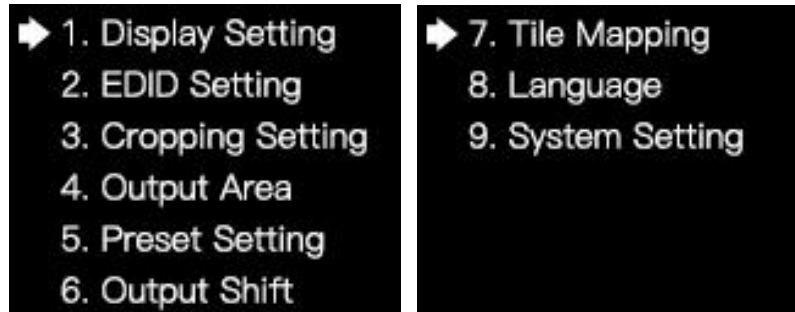 1. Display Setting
2. EDID Setting
3. Cropping Setting
4. Output Area
5. Preset Setting
6. Output Shift
7. Tile Mapping
8. Language
9. System Setting